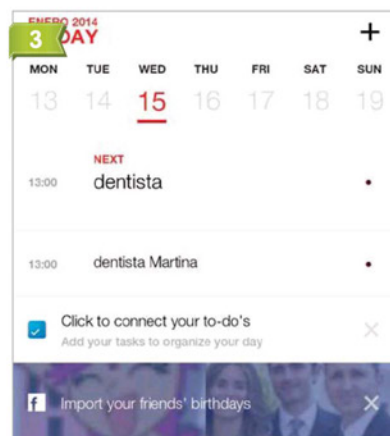 ENERO 2014
3
DAY
+
MON TUE WED THU FRI SAT SUN
13 14 15 16 17 18 19
NEXT
13:00 dentista
13:00 dentista Martina
Click to connect your to-do's
Add your tasks to organize your day
f Import your friends' birthdays